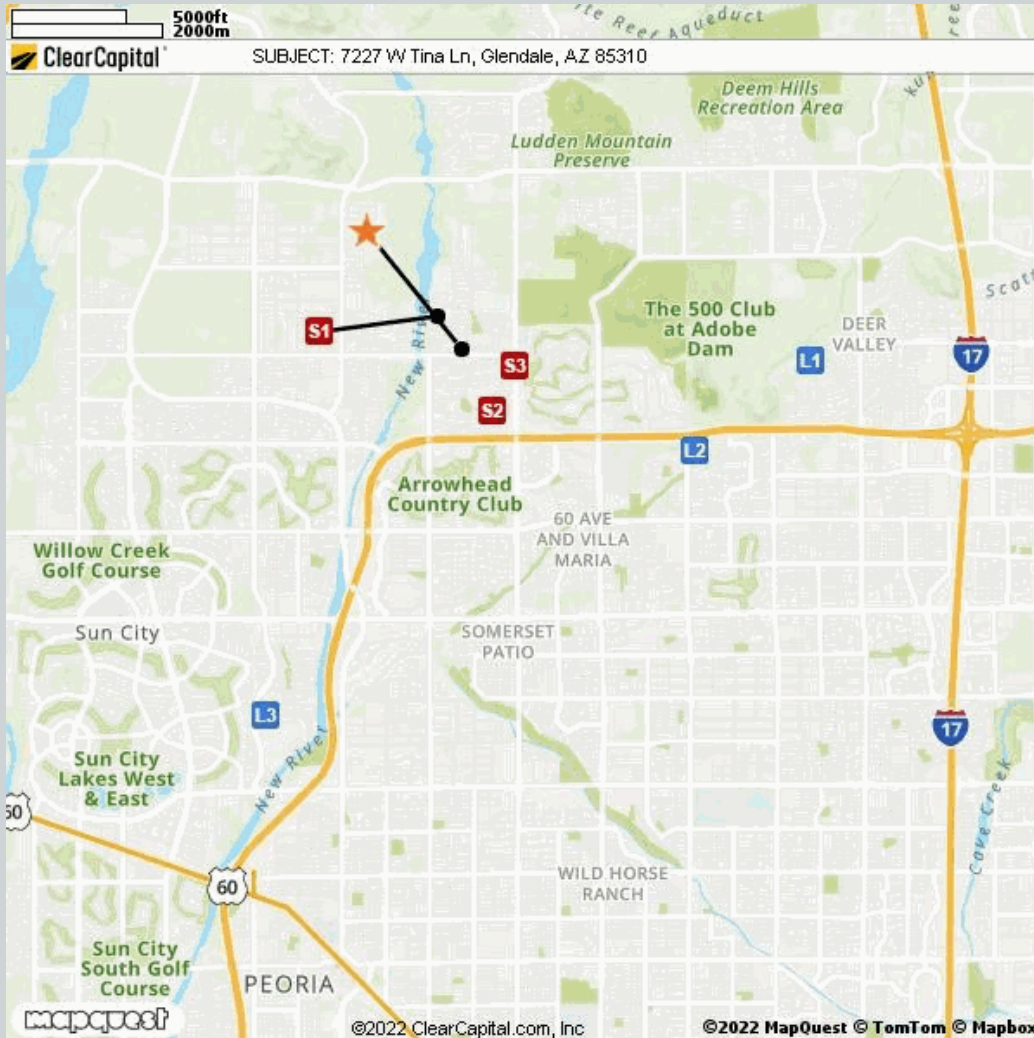 5000ft
2000m
te Reef Aqueduct
ClearCapital
SUBJECT: 7227 W Tina Ln, Glendale, AZ 85310
Deem Hills
Recreation Area
Ludden Mountain
Preserve
The 500 Club
at Adobe
Dam
DEER
VALLEY
Scatt
17
S1
New River
S3
L1
S2
L2
Arrowhead
Country Club
60 AVE
AND VILLA
MARIA
Willow Creek
Golf Course
Sun City
SOMERSET
PATIO
L3
17
New River
Sun City
Lakes West
& East
60
Cave Creek
WILD HORSE
RANCH
60
Sun City
South Golf
Course
PEORIA
mapquest
©2022 ClearCapital.com, Inc
©2022 MapQuest © TomTom © Mapbox